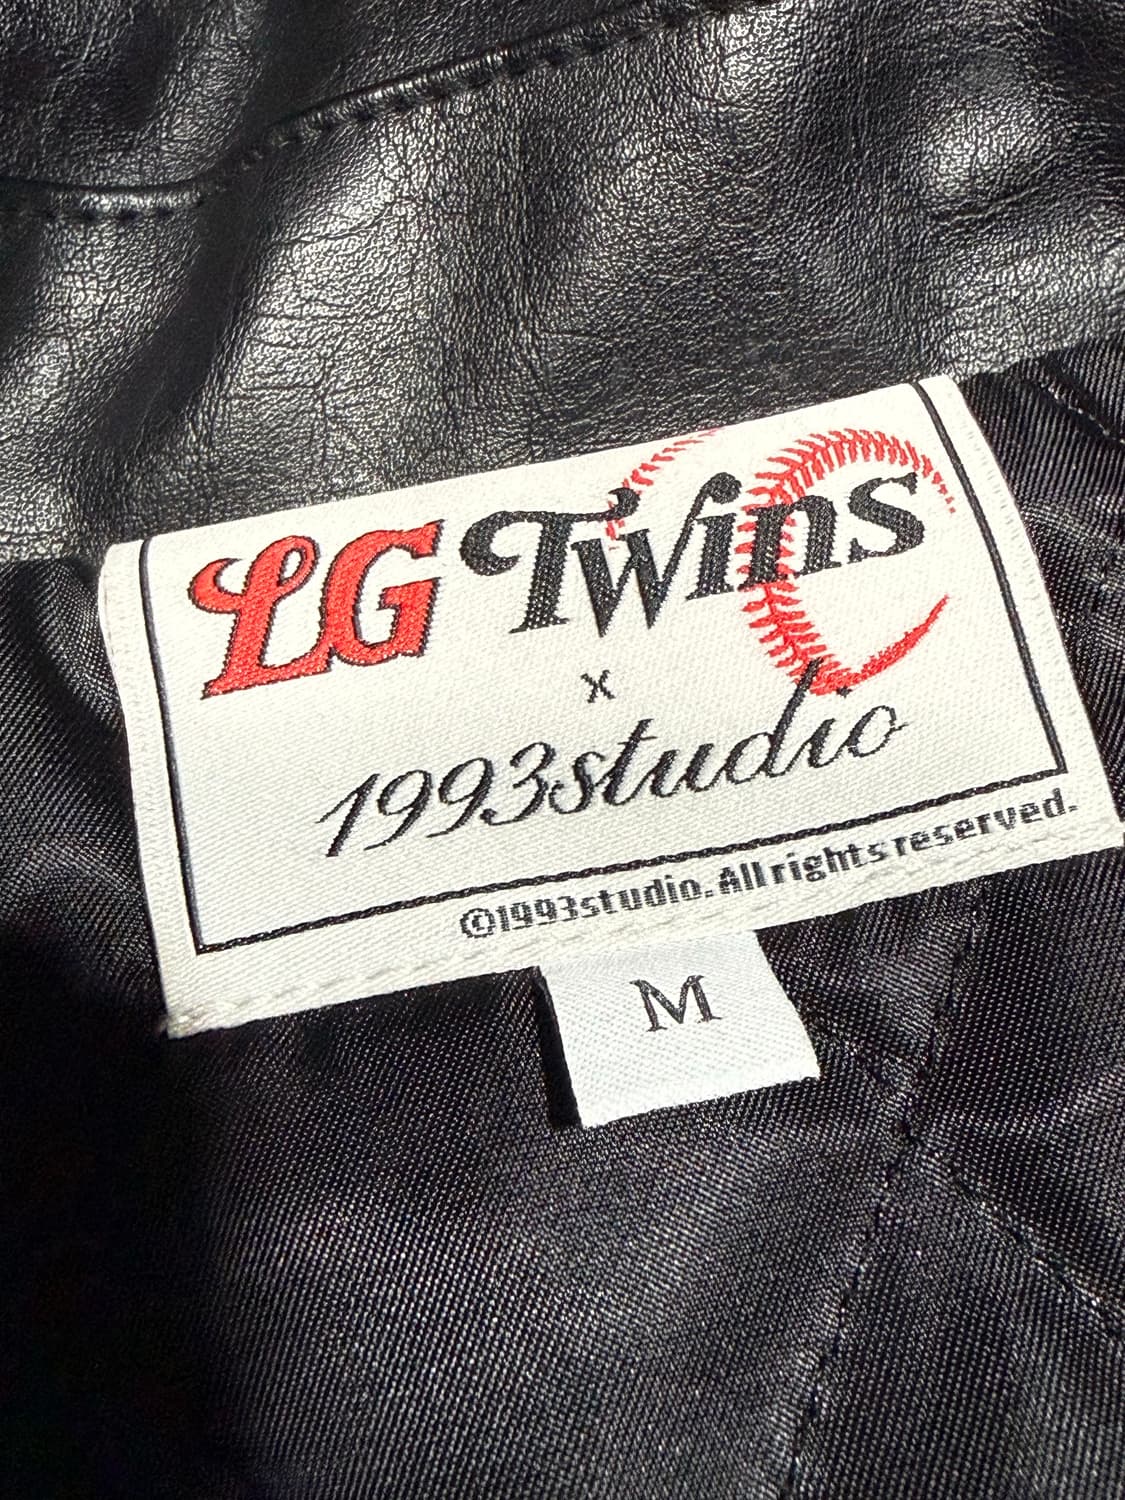 LG Twins
x
1993studio
©1993studio. All rights reserved.
M